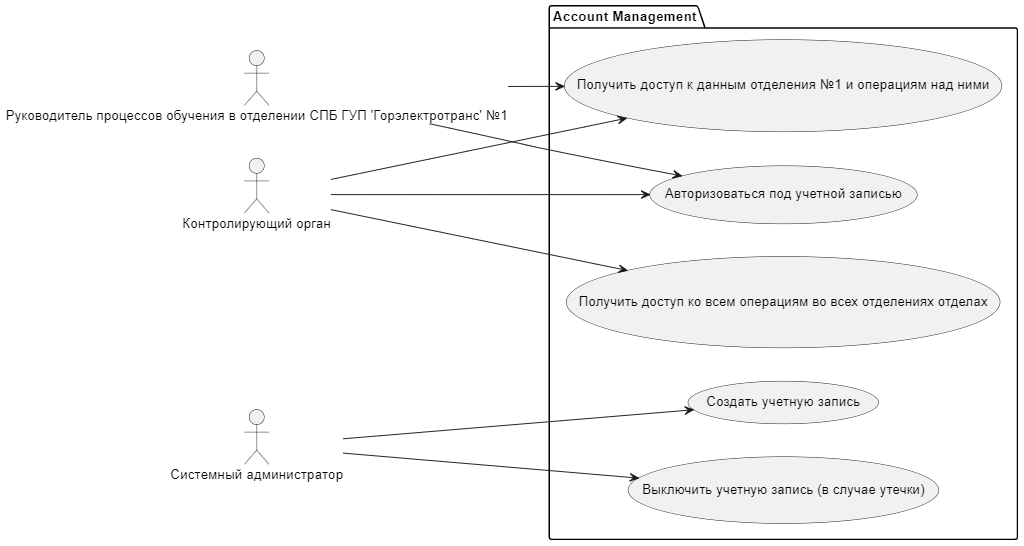 Account Management
Получить доступ к данным отделения №1 и операциям над ними
Руководитель процессов обучения в отделении СПБ ГУП 'Горэлектротранс' №1
Авторизоваться под учетной записью
Контролирующий орган
Получить доступ ко всем операциям во всех отделениях отделах
Создать учетную запись
Системный администратор
Выключить учетную запись (в случае утечки)